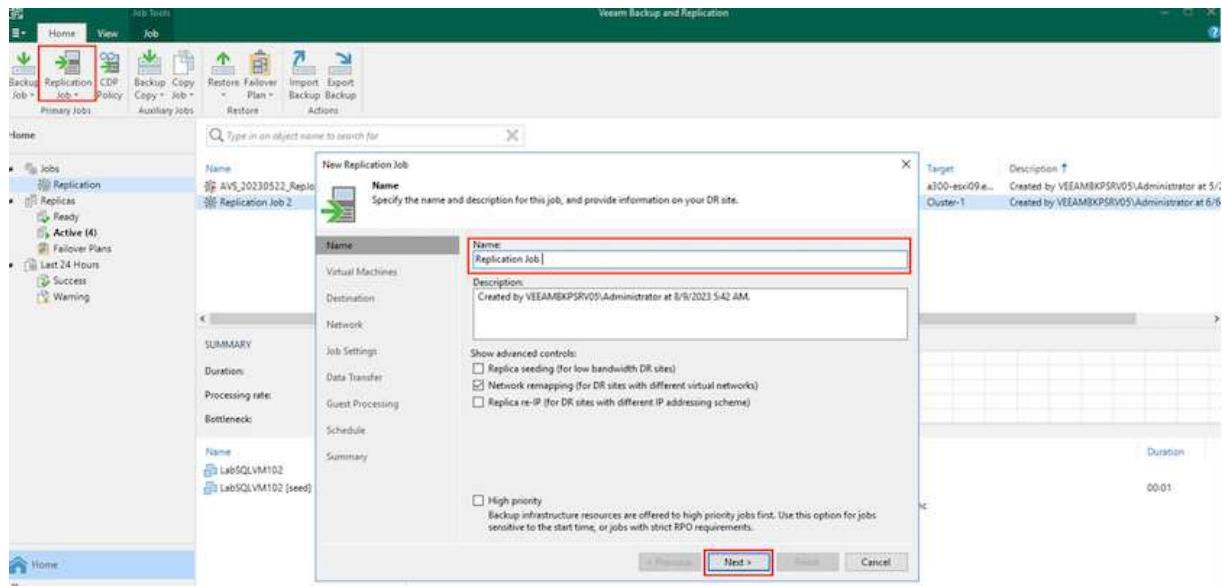 Job Tools
Veeam Backup and Replication
Home View Job
Backup Job Replication Job CDP Policy Backup Copy Copy Job Restore Failover Plan Import Backup Export Backup
Primary Jobs Auxiliary Jobs Restore Actions
Home
Type in an object name to search for
Jobs
Replication
Replicas
Ready
Active (4)
Failover Plans
Last 24 Hours
Success
Warning
Name Target Description
AVS_20230522_RepJo a300-esxi09.e... Created by VEEAMBKPSRV05\Administrator at 5/2
Replication Job 2 Cluster-1 Created by VEEAMBKPSRV05\Administrator at 6/6
SUMMARY
Duration:
Processing rate:
Bottleneck:
Name Duration
LabSQLVM102
LabSQLVM102 [seed] 00:01
New Replication Job
Name
Specify the name and description for this job, and provide information on your DR site.
Name
Virtual Machines
Destination
Network
Job Settings
Data Transfer
Guest Processing
Schedule
Summary
Name:
Replication Job
Description:
Created by VEEAMBKPSRV05\Administrator at 8/9/2023 5:42 AM.
Show advanced controls:
Replica seeding (for low bandwidth DR sites)
Network remapping (for DR sites with different virtual networks)
Replica re-IP (for DR sites with different IP addressing scheme)
High priority
Backup infrastructure resources are offered to high priority jobs first. Use this option for jobs
sensitive to the start time, or jobs with strict RPO requirements.
< Previous Next > Finish Cancel
Home